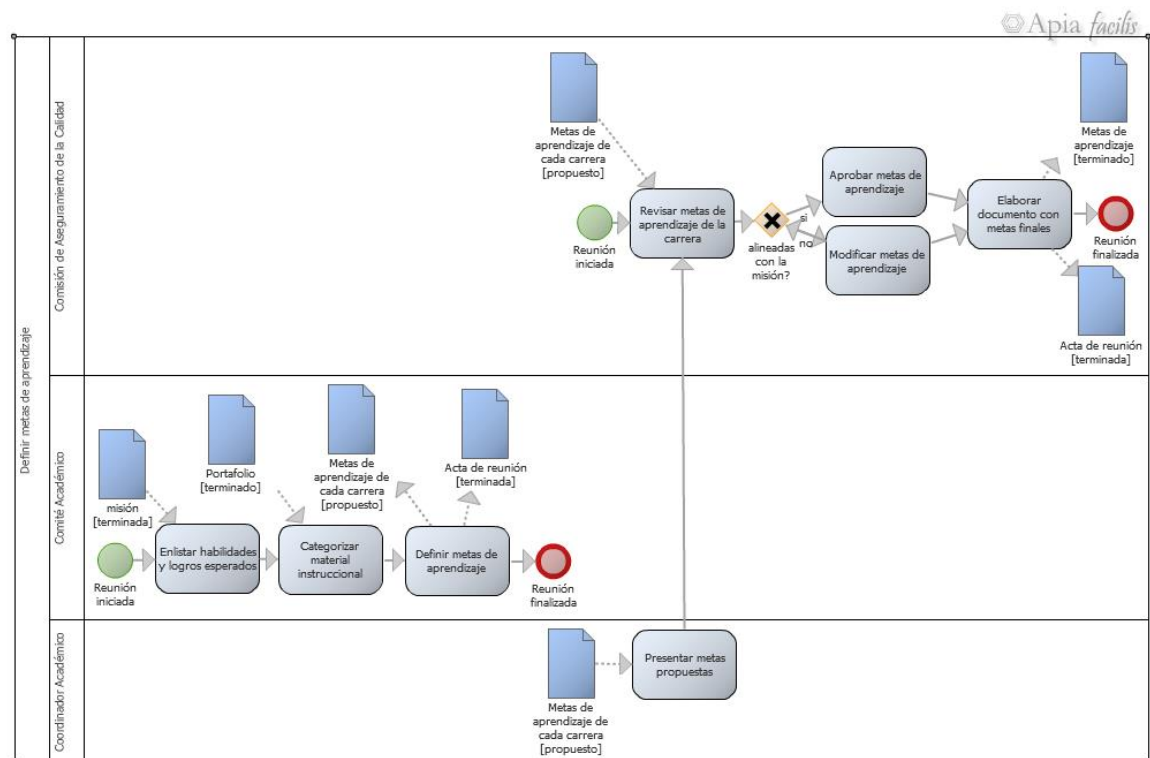 Apia facilis
Definir metas de aprendizaje
Comisión de Aseguramiento de la Calidad
Metas de
aprendizaje de
cada carrera
[propuesto]
Reunión
iniciada
Revisar metas de
aprendizaje de la
carrera
alineadas
con la
misión?
si
no
Aprobar metas de
aprendizaje
Modificar metas de
aprendizaje
Elaborar
documento con
metas finales
Metas de
aprendizaje
[terminado]
Reunión
finalizada
Acta de reunión
[terminada]
Comité Académico
misión
[terminada]
Portafolio
[terminado]
Metas de
aprendizaje de
cada carrera
[propuesto]
Acta de reunión
[terminada]
Reunión
iniciada
Enlistar habilidades
y logros esperados
Categorizar
material
instruccional
Definir metas de
aprendizaje
Reunión
finalizada
Coordinador Académico
Metas de
aprendizaje de
cada carrera
[propuesto]
Presentar metas
propuestas